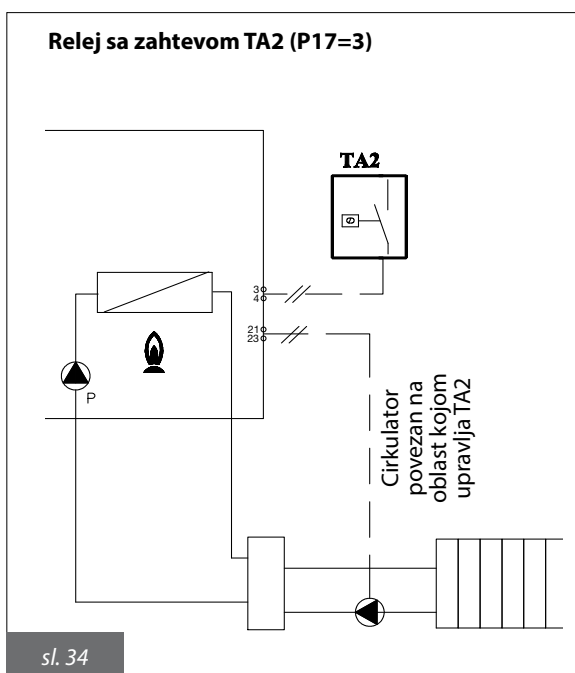 Relej sa zahtevom TA2 (P17=3)
TA2
3
4
21
23
P
Cirkulator
povezan na
oblast kojom
upravlja TA2
sl. 34